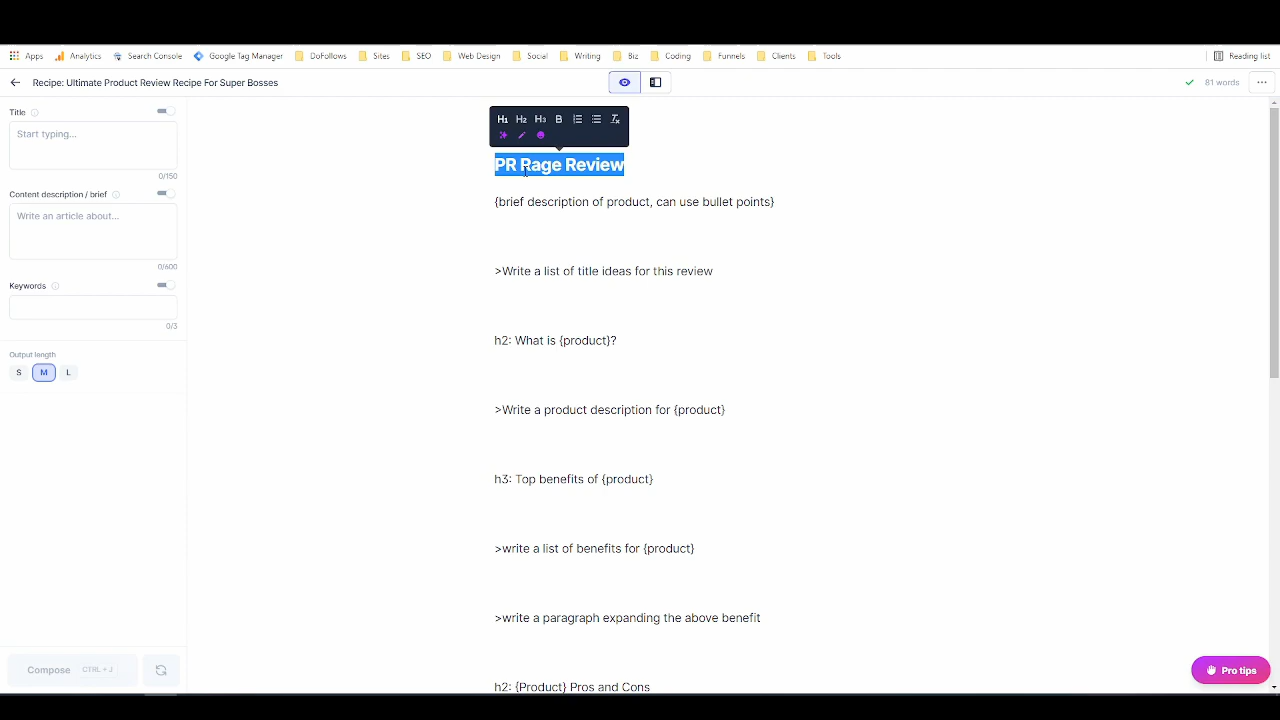 Apps Analytics Search Console Google Tag Manager DoFollows Sites SEO Web Design Social Writing Biz Coding Funnels Clients Tools Reading list
Recipe: Ultimate Product Review Recipe For Super Bosses
81 words
Title
Start typing...
0/150
Content description / brief
Write an article about...
0/600
Keywords
0/3
Output length
S M L
Compose CTRL + J
H1 H2 H3 B
PR Rage Review
{brief description of product, can use bullet points}
>Write a list of title ideas for this review
h2: What is {product}?
>Write a product description for {product}
h3: Top benefits of {product}
>write a list of benefits for {product}
>write a paragraph expanding the above benefit
h2: {Product} Pros and Cons
Pro tips